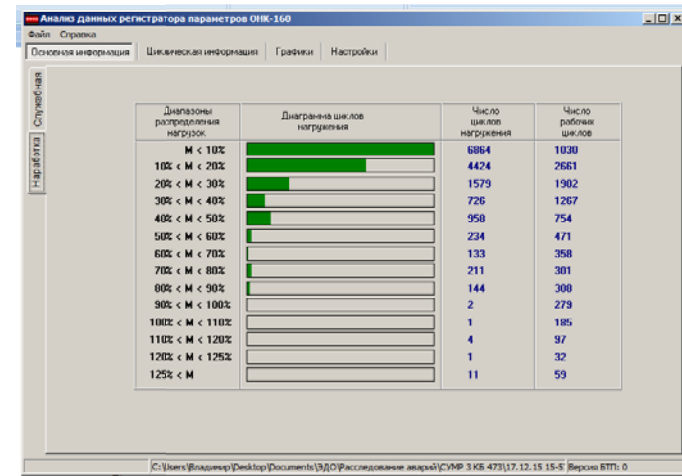 Анализ данных регистратора параметров ОНК-160
Файл Справка
Основная информация Циклическая информация Графики Настройки
Служебная
Наработка
Диапазоны распределения нагрузок Диаграмма циклов нагружения Число циклов нагружения Число рабочих циклов
M < 10% 6864 1030
10% < M < 20% 4424 2661
20% < M < 30% 1579 1902
30% < M < 40% 726 1267
40% < M < 50% 958 754
50% < M < 60% 234 471
60% < M < 70% 133 358
70% < M < 80% 211 301
80% < M < 90% 144 308
90% < M < 100% 2 279
100% < M < 110% 1 185
110% < M < 120% 4 97
120% < M < 125% 1 32
125% < M 11 59
C:\Users\Владимир\Desktop\Documents\ЭДО\Расследование аварий\СУМР 3 КБ 473\17.12.15 15-5 Версия БТП: 0